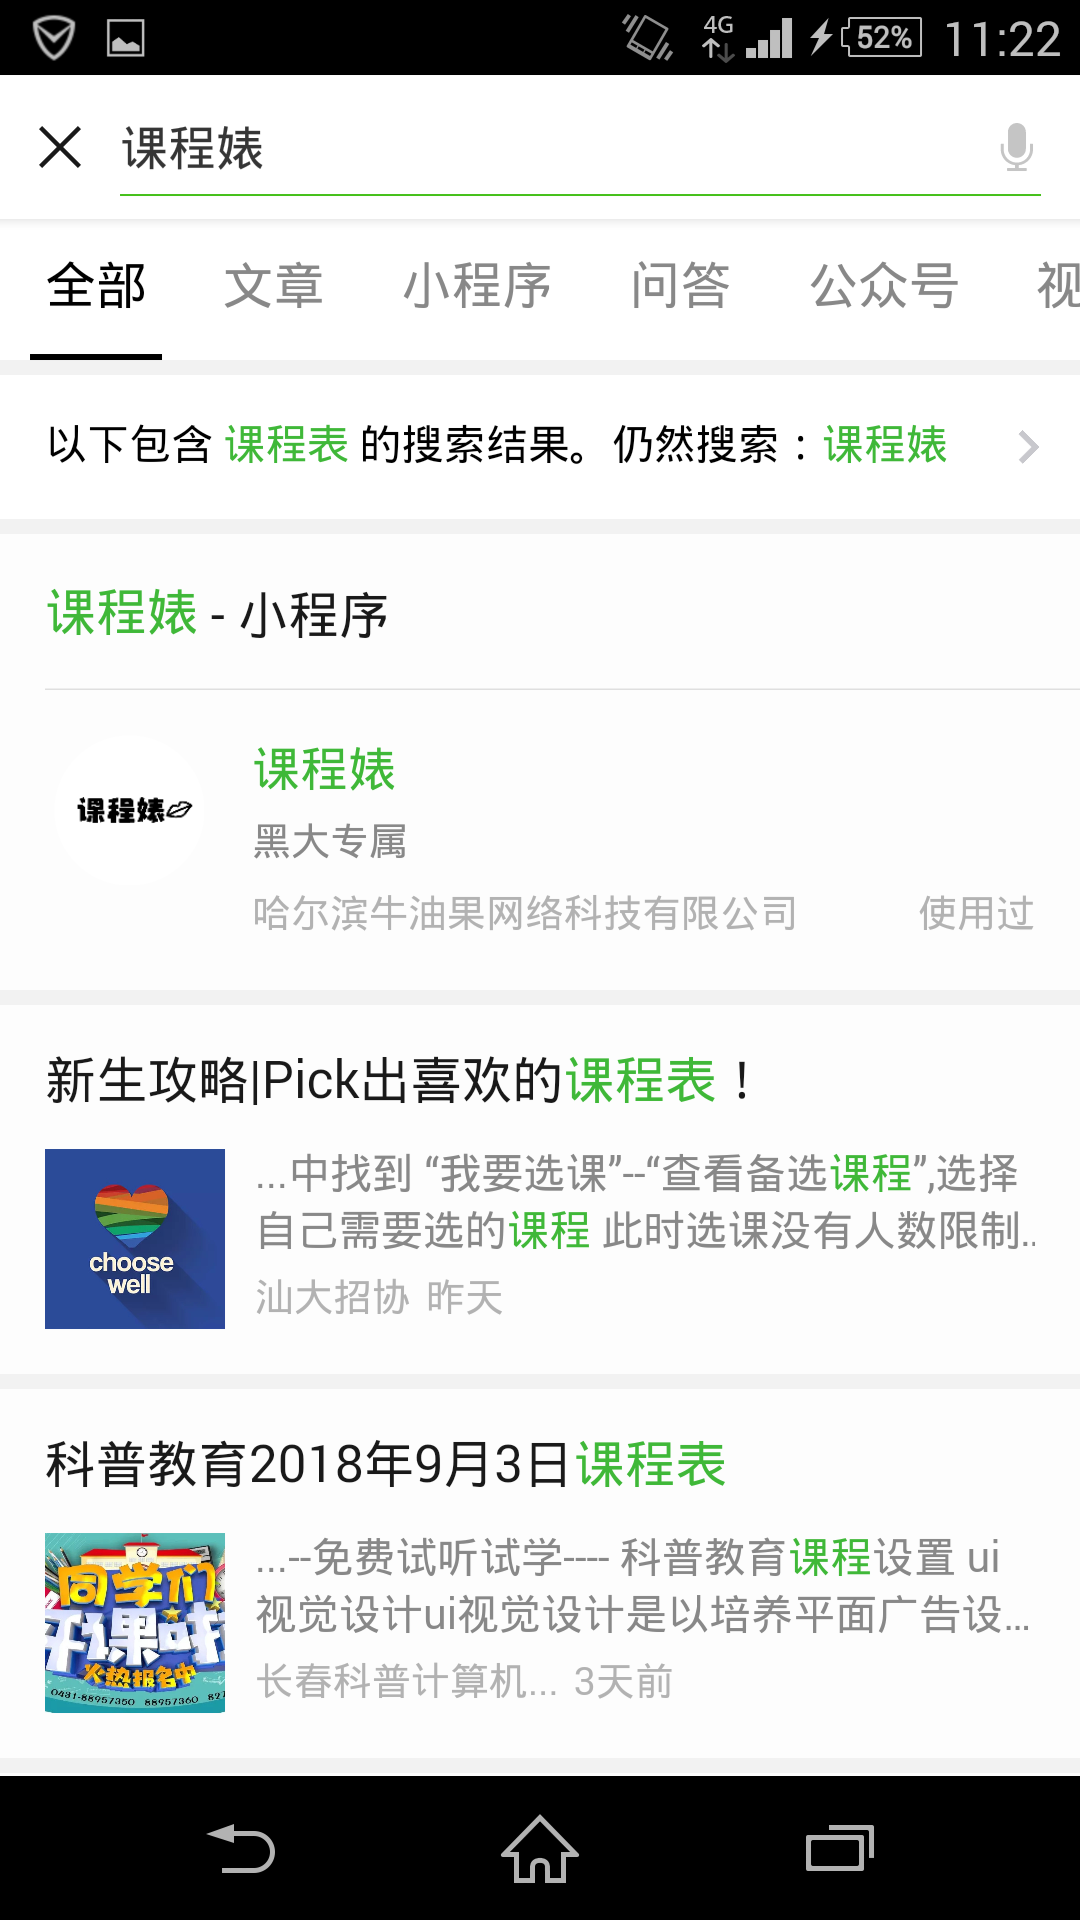 4G 52% 11:22
课程婊
全部 文章 小程序 问答 公众号 视
以下包含 课程表 的搜索结果。仍然搜索：课程婊
课程婊 - 小程序
课程婊
课程婊
黑大专属
哈尔滨牛油果网络科技有限公司 使用过
新生攻略|Pick出喜欢的课程表！
choose
well
...中找到 “我要选课”--“查看备选课程”,选择
自己需要选的课程 此时选课没有人数限制..
汕大招协 昨天
科普教育2018年9月3日课程表
同学们
开课啦
火热报名中
0431-88957350 88957360 821
...--免费试听试学---- 科普教育课程设置 ui
视觉设计ui视觉设计是以培养平面广告设...
长春科普计算机... 3天前